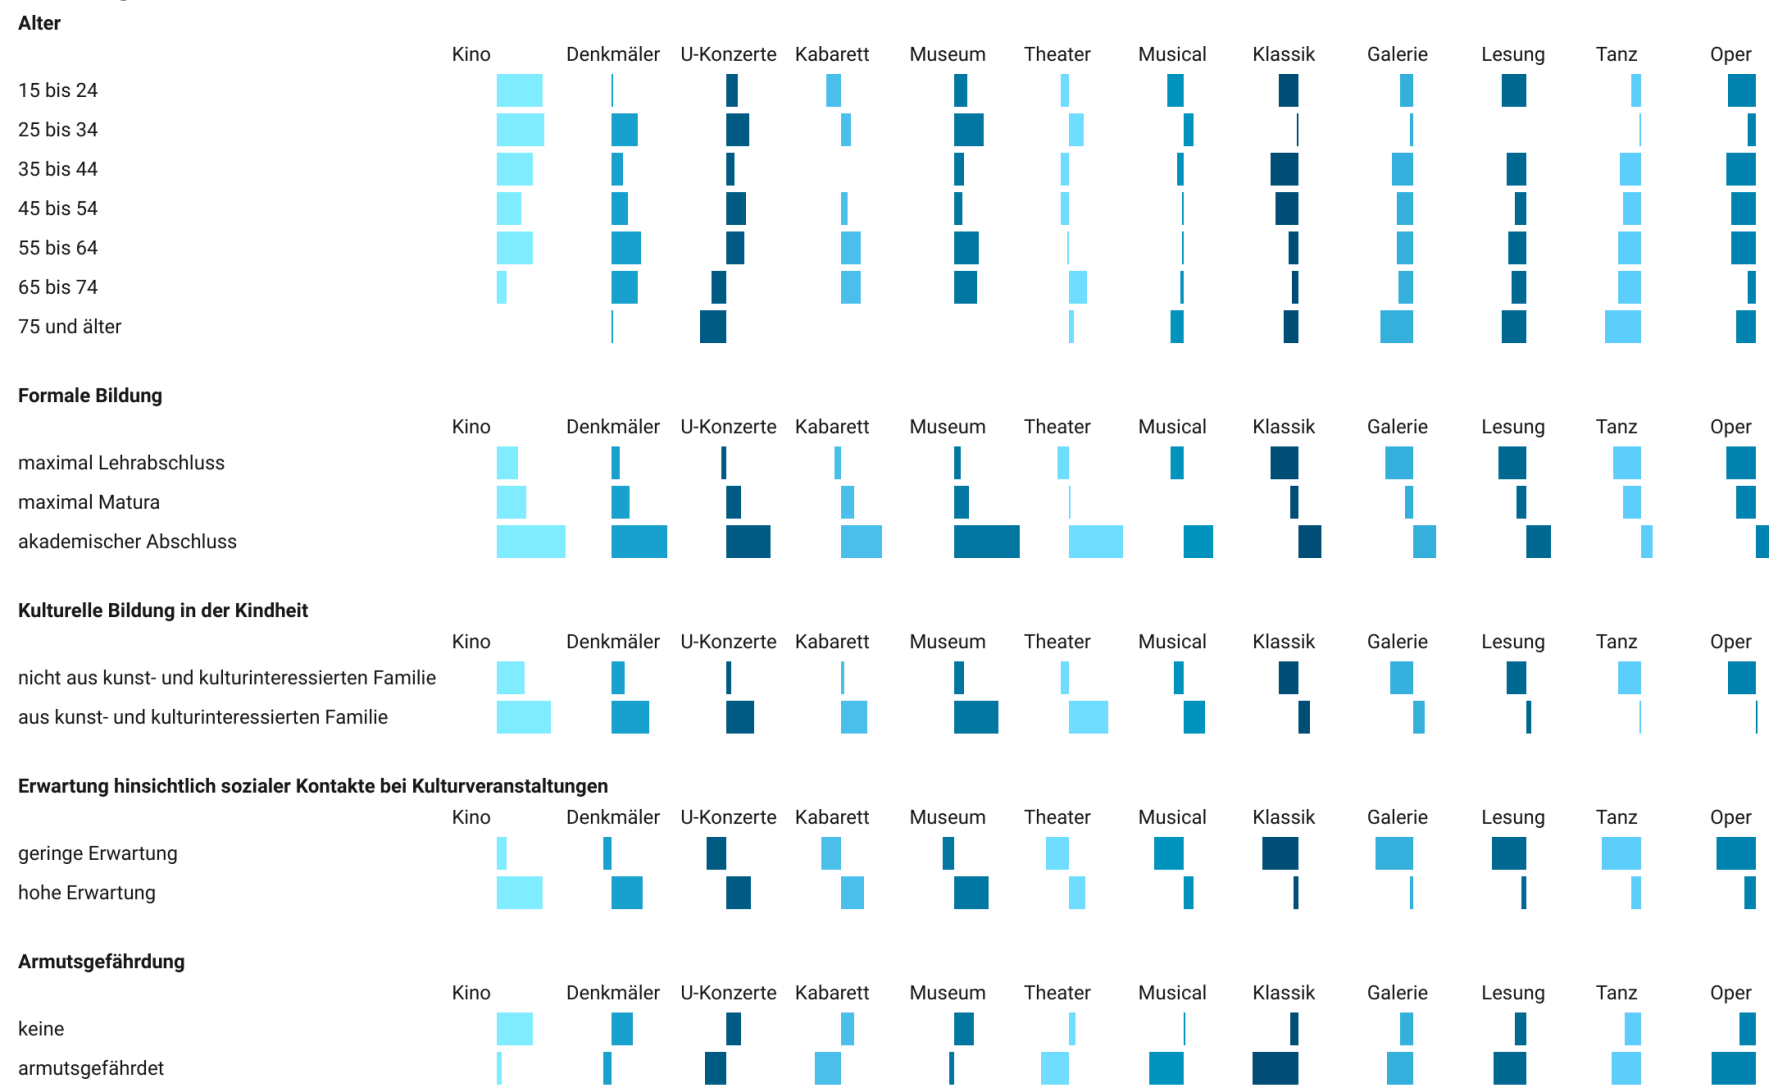 Alter
Kino Denkmäler U-Konzerte Kabarett Museum Theater Musical Klassik Galerie Lesung Tanz Oper
15 bis 24
25 bis 34
35 bis 44
45 bis 54
55 bis 64
65 bis 74
75 und älter
Formale Bildung
Kino Denkmäler U-Konzerte Kabarett Museum Theater Musical Klassik Galerie Lesung Tanz Oper
maximal Lehrabschluss
maximal Matura
akademischer Abschluss
Kulturelle Bildung in der Kindheit
Kino Denkmäler U-Konzerte Kabarett Museum Theater Musical Klassik Galerie Lesung Tanz Oper
nicht aus kunst- und kulturinteressierten Familie
aus kunst- und kulturinteressierten Familie
Erwartung hinsichtlich sozialer Kontakte bei Kulturveranstaltungen
Kino Denkmäler U-Konzerte Kabarett Museum Theater Musical Klassik Galerie Lesung Tanz Oper
geringe Erwartung
hohe Erwartung
Armutsgefährdung
Kino Denkmäler U-Konzerte Kabarett Museum Theater Musical Klassik Galerie Lesung Tanz Oper
keine
armutsgefährdet